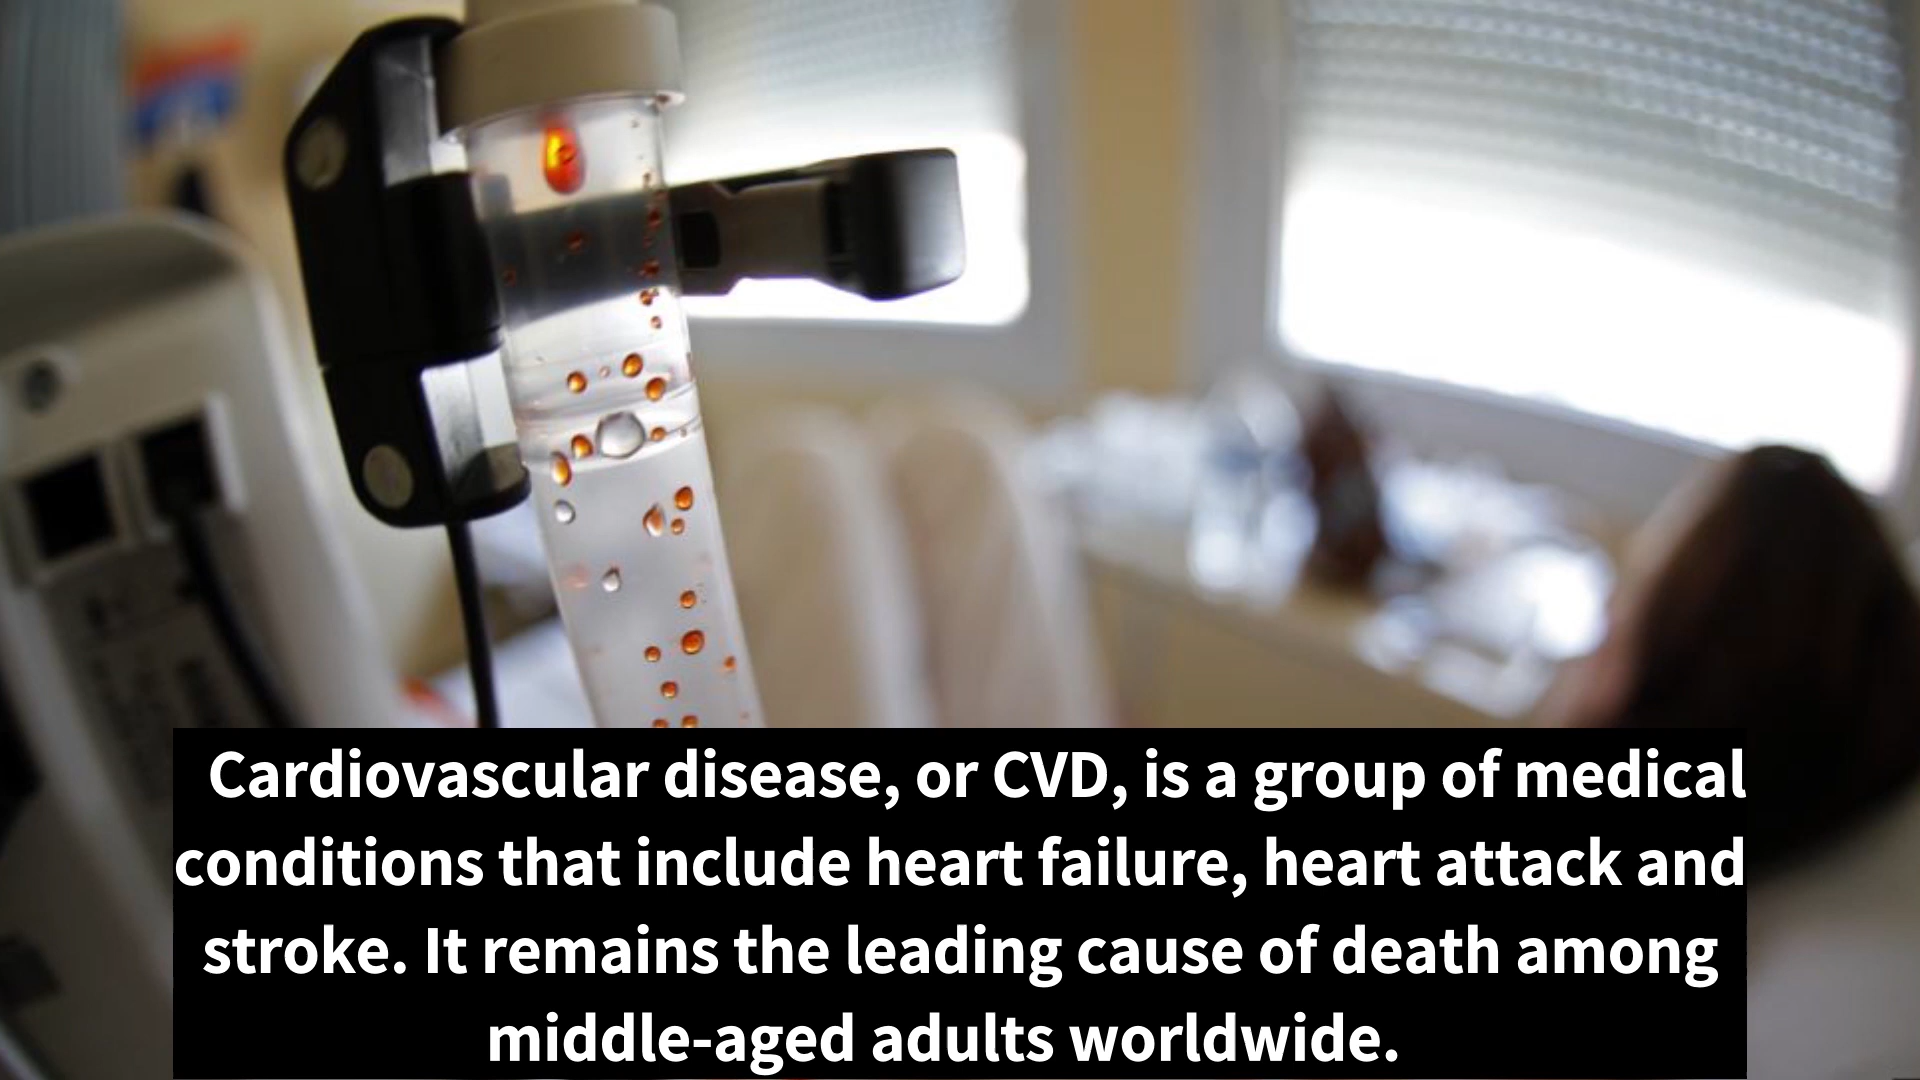 Cardiovascular disease, or CVD, is a group of medical
conditions that include heart failure, heart attack and
stroke. It remains the leading cause of death among
middle-aged adults worldwide.